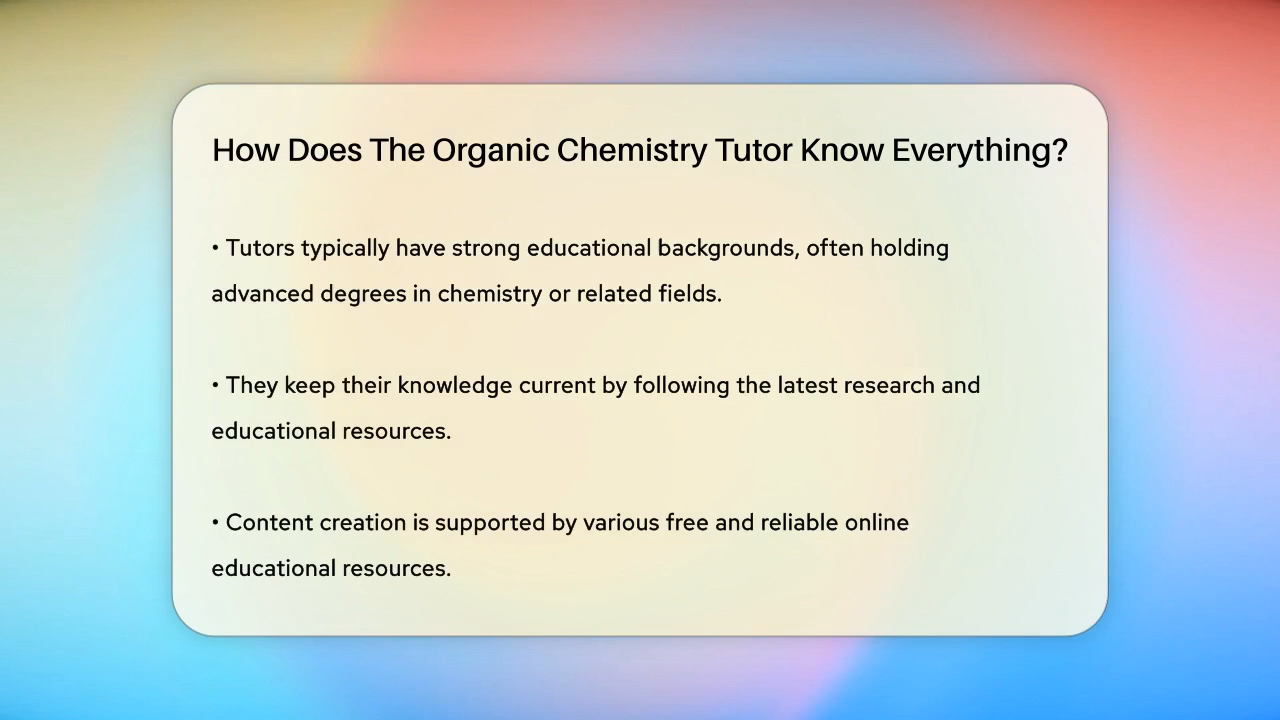 How Does The Organic Chemistry Tutor Know Everything?
• Tutors typically have strong educational backgrounds, often holding
advanced degrees in chemistry or related fields.
• They keep their knowledge current by following the latest research and
educational resources.
• Content creation is supported by various free and reliable online
educational resources.